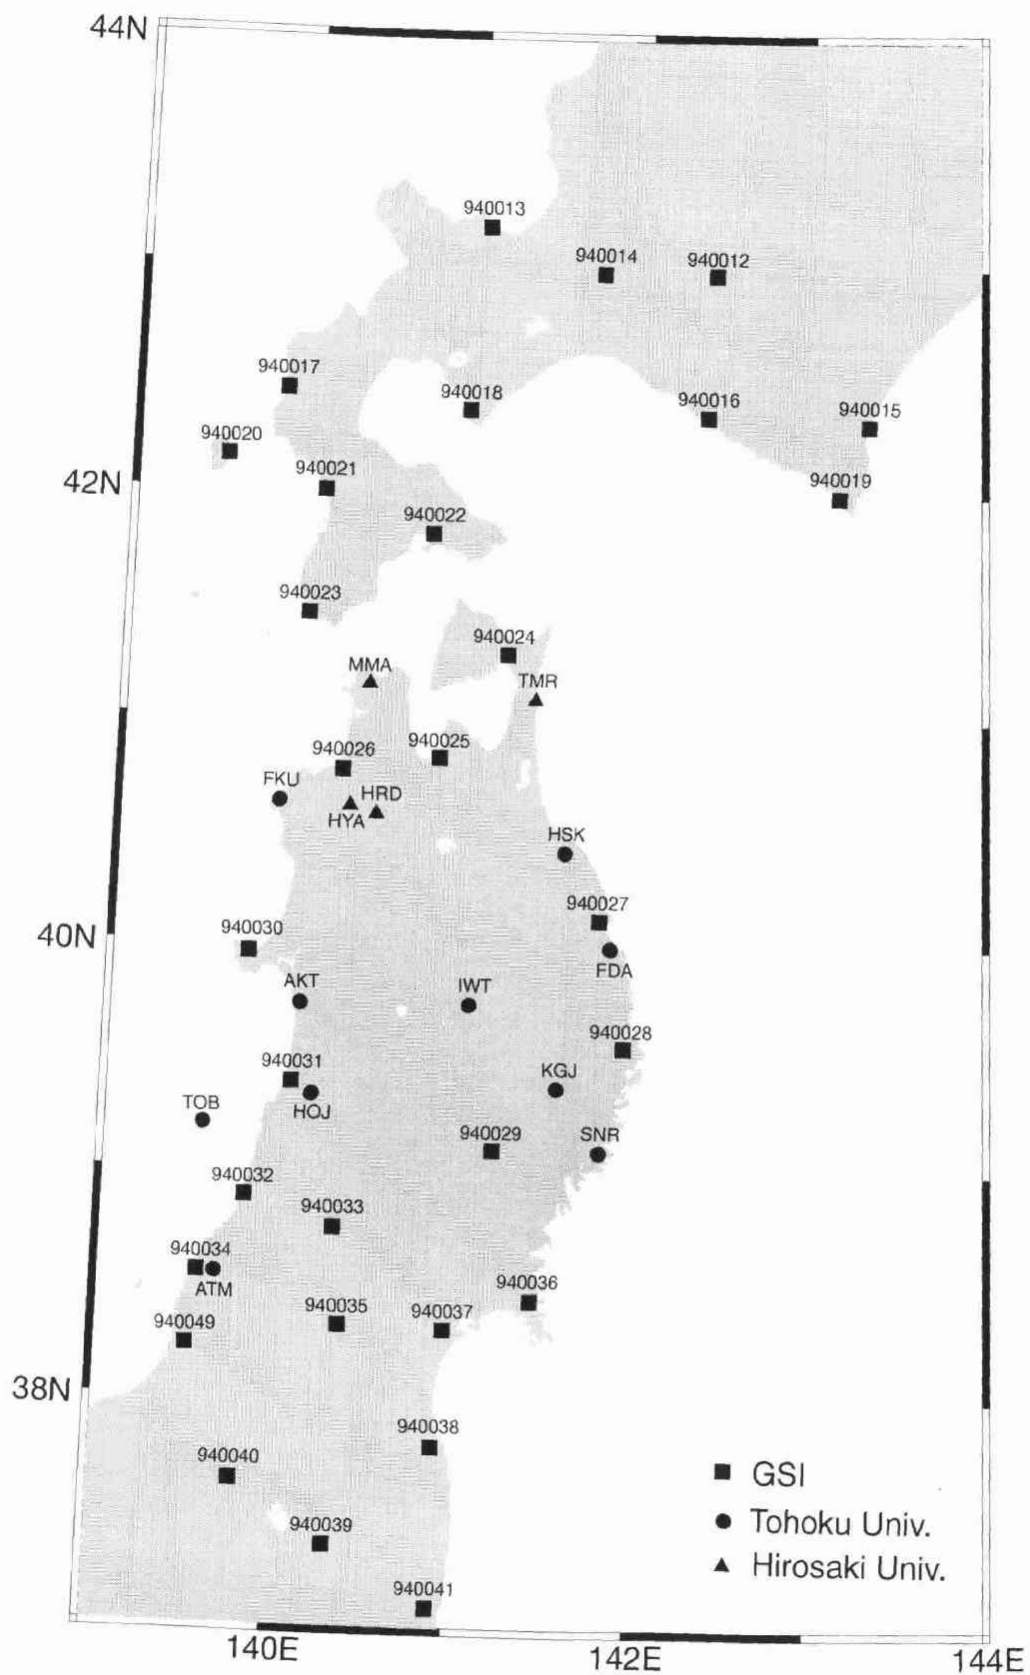 44N
940013
940014
940012
940017
940018
940016
940015
940020
940021
42N
940019
940022
940023
940024
MMA
TMR
940025
940026
FKU
HRD
HYA
HSK
940027
940030
40N
FDA
AKT
IWT
940028
940031
KGJ
HOJ
TOB
940029
SNR
940032
940033
940034
ATM
940036
940035
940037
940049
38N
940038
940040
GSI
940039
Tohoku Univ.
Hirosaki Univ.
940041
140E
142E
144E